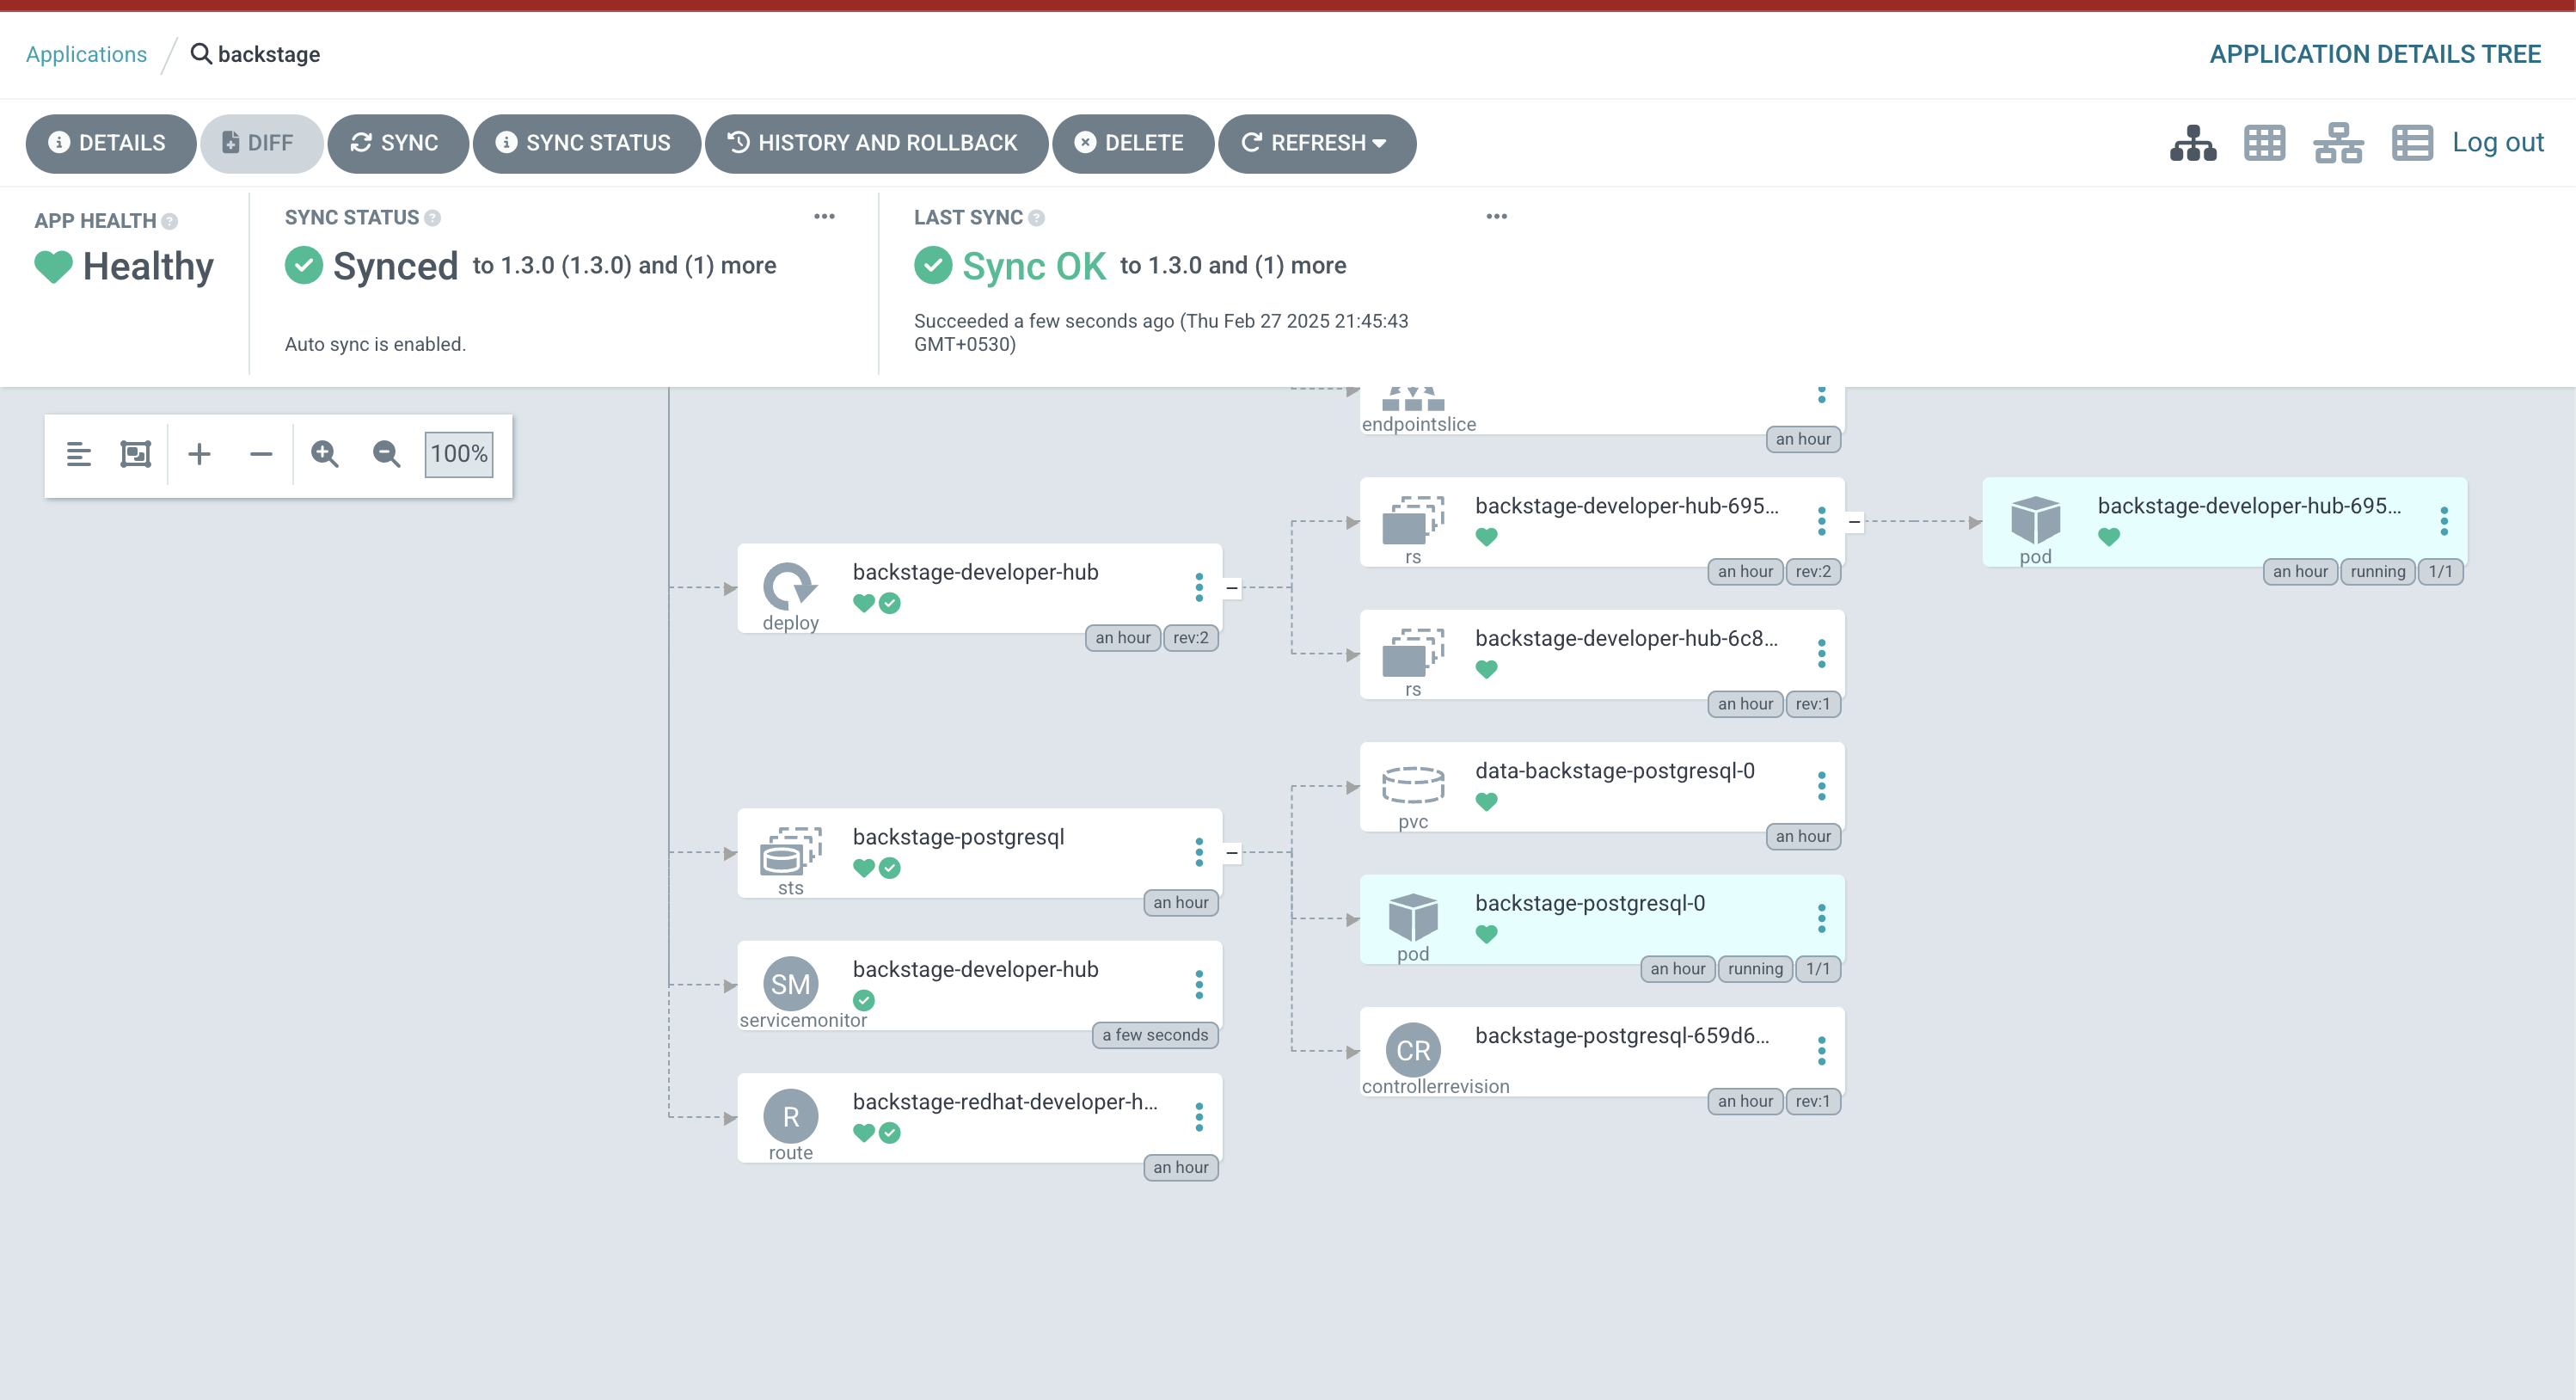 Applications / backstage
APPLICATION DETAILS TREE
DETAILS
DIFF
SYNC
SYNC STATUS
HISTORY AND ROLLBACK
DELETE
REFRESH
Log out
APP HEALTH
Healthy
SYNC STATUS
Synced to 1.3.0 (1.3.0) and (1) more
Auto sync is enabled.
LAST SYNC
Sync OK to 1.3.0 and (1) more
Succeeded a few seconds ago (Thu Feb 27 2025 21:45:43
GMT+0530)
100%
endpointslice
an hour
backstage-developer-hub
deploy
an hour
rev:2
backstage-developer-hub-695...
rs
an hour
rev:2
backstage-developer-hub-695...
pod
an hour
running
1/1
backstage-developer-hub-6c8...
rs
an hour
rev:1
backstage-postgresql
sts
an hour
data-backstage-postgresql-0
pvc
an hour
backstage-postgresql-0
pod
an hour
running
1/1
backstage-postgresql-659d6...
CR
controllerrevision
an hour
rev:1
backstage-developer-hub
SM
servicemonitor
a few seconds
backstage-redhat-developer-h...
R
route
an hour